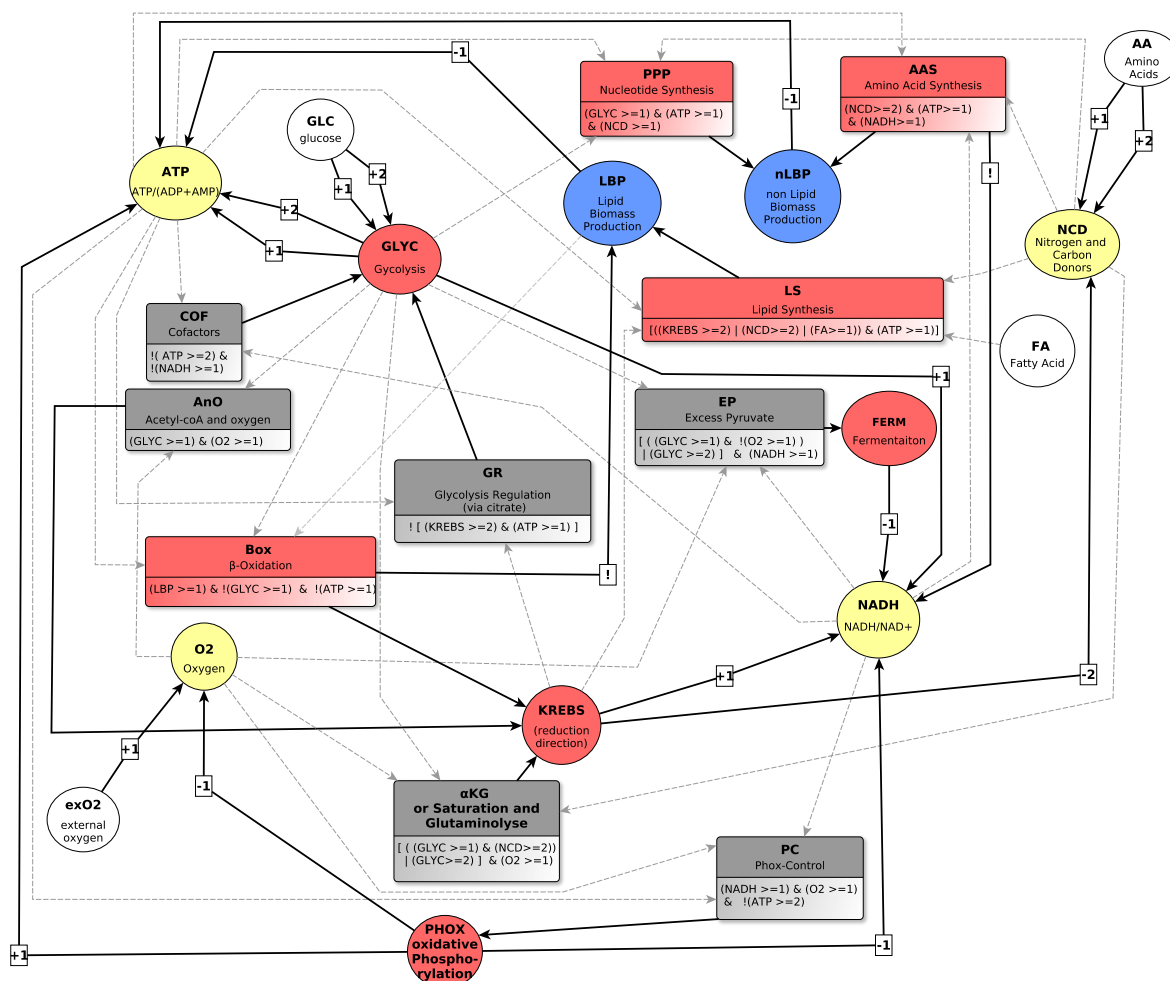 -1
AA
Amino
Acids
PPP
Nucleotide Synthesis
(GLYC >=1) & (ATP >=1)
& (NCD >=1)
AAS
Amino Acid Synthesis
(NCD>=2) & (ATP>=1)
& (NADH>=1)
-1
+1
+2
GLC
glucose
!
ATP
ATP/(ADP+AMP)
+1
+2
LBP
Lipid
Biomass
Production
nLBP
non Lipid
Biomass
Production
+2
+1
GLYC
Gycolysis
NCD
Nitrogen and
Carbon
Donors
LS
Lipid Synthesis
[((KREBS >=2) | (NCD>=2) | (FA>=1)) & (ATP >=1)]
COF
Cofactors
!( ATP >=2) &
!(NADH >=1)
FA
Fatty Acid
+1
AnO
Acetyl-coA and oxygen
(GLYC >=1) & (O2 >=1)
EP
Excess Pyruvate
[ ( (GLYC >=1) & !(O2 >=1) )
| (GLYC >=2) ] & (NADH >=1)
FERM
Fermentaiton
GR
Glycolysis Regulation
(via citrate)
! [ (KREBS >=2) & (ATP >=1) ]
-1
Box
β-Oxidation
(LBP >=1) & !(GLYC >=1) & !(ATP >=1)
!
NADH
NADH/NAD+
O2
Oxygen
+1
-2
KREBS
(reduction
direction)
+1
-1
exO2
external
oxygen
αKG
or Saturation and
Glutaminolyse
[ ( (GLYC >=1) & (NCD>=2))
| (GLYC>=2) ] & (O2 >=1)
PC
Phox-Control
(NADH >=1) & (O2 >=1)
& !(ATP >=2)
PHOX
oxidative
Phospho-
rylation
+1
-1